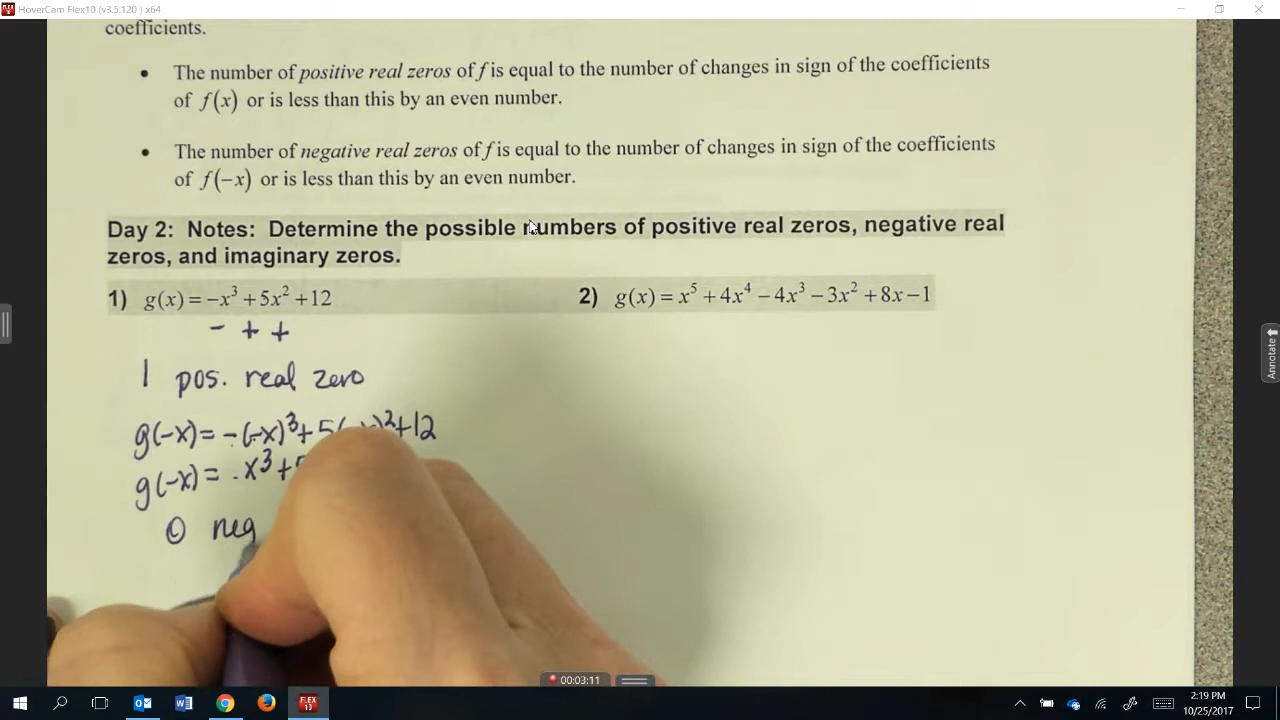 HoverCam Flex10 (v3.5.120 ) x64
coefficients.
• The number of positive real zeros of f is equal to the number of changes in sign of the coefficients
of f(x) or is less than this by an even number.
• The number of negative real zeros of f is equal to the number of changes in sign of the coefficients
of f(−x) or is less than this by an even number.
Day 2: Notes: Determine the possible numbers of positive real zeros, negative real
zeros, and imaginary zeros.
1) g(x) = −x³ + 5x² + 12
2) g(x) = x⁵ + 4x⁴ − 4x³ − 3x² + 8x − 1
− + +
1 pos. real zero
g(-x) = -(-x)³ + 5( x)² + 12
g(-x) = x³ +
0 neg
Annotate
00:03:11
FLEX
10
2:19 PM
10/25/2017